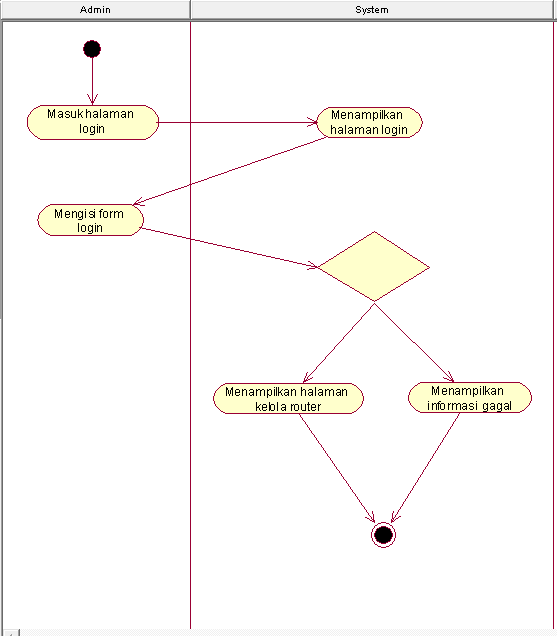 Admin
System
Masuk halaman
login
Menampilkan
halaman login
Mengisi form
login
Menampilkan halaman
kelola router
Menampilkan
informasi gagal